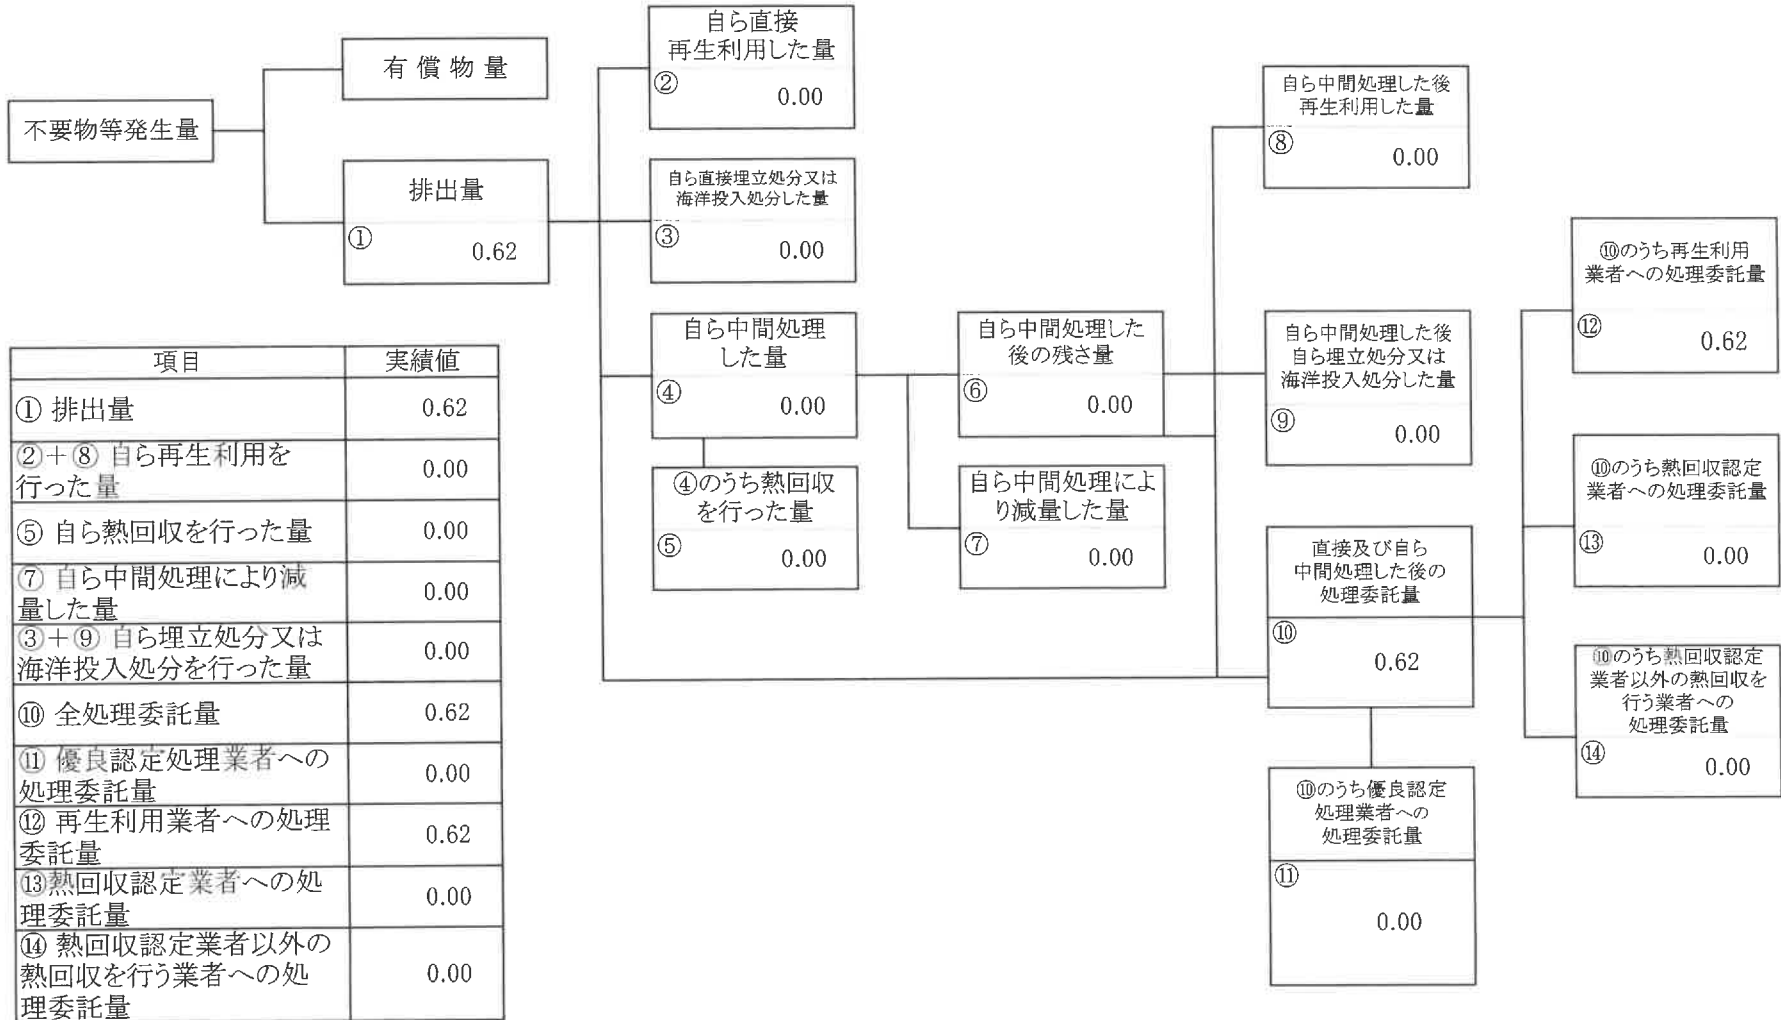 不要物等発生量
有償物量
排出量
①
0.62
自ら直接
再生利用した量
②
0.00
自ら直接埋立処分又は
海洋投入処分した量
③
0.00
自ら中間処理
した量
④
0.00
④のうち熱回収
を行った量
⑤
0.00
自ら中間処理した
後の残さ量
⑥
0.00
自ら中間処理によ
り減量した量
⑦
0.00
自ら中間処理した後
再生利用した量
⑧
0.00
自ら中間処理した後
自ら埋立処分又は
海洋投入処分した量
⑨
0.00
直接及び自ら
中間処理した後の
処理委託量
⑩
0.62
⑩のうち優良認定
処理業者への
処理委託量
⑪
0.00
⑩のうち再生利用
業者への処理委託量
⑫
0.62
⑩のうち熱回収認定
業者への処理委託量
⑬
0.00
⑩のうち熱回収認定
業者以外の熱回収を
行う業者への
処理委託量
⑭
0.00
項目 実績値
① 排出量 0.62
②＋⑧ 自ら再生利用を
行った量 0.00
⑤ 自ら熱回収を行った量 0.00
⑦ 自ら中間処理により減
量した量 0.00
③＋⑨ 自ら埋立処分又は
海洋投入処分を行った量 0.00
⑩ 全処理委託量 0.62
⑪ 優良認定処理業者への
処理委託量 0.00
⑫ 再生利用業者への処理
委託量 0.62
⑬熱回収認定業者への処
理委託量 0.00
⑭ 熱回収認定業者以外の
熱回収を行う業者への処
理委託量 0.00